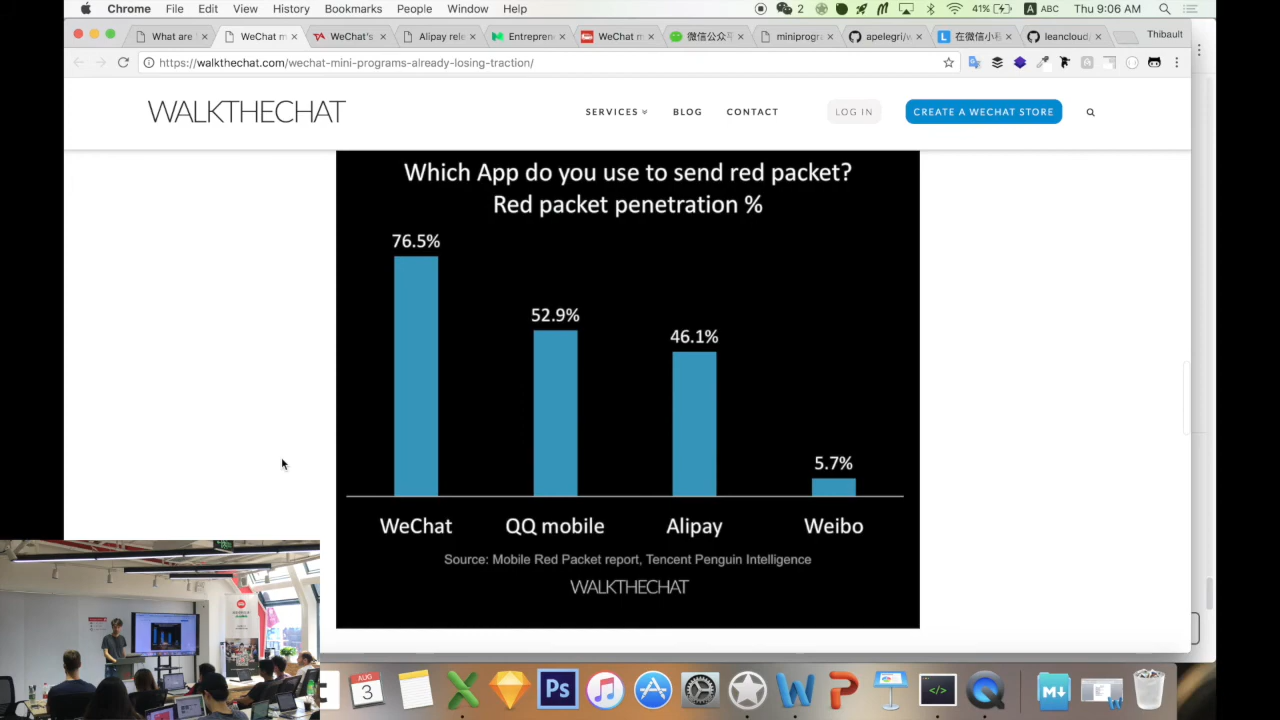 Chrome File Edit View History Bookmarks People Window Help
2 41% A ABC Thu 9:06 AM
What are
WeChat m
WeChat's
Alipay rele
Entrepren
WeChat m
微信公众平
miniprogra
apelegri/w
在微信小程
leancloud
Thibault
https://walkthechat.com/wechat-mini-programs-already-losing-traction/
WALKTHECHAT
SERVICES BLOG CONTACT LOG IN CREATE A WECHAT STORE
Which App do you use to send red packet?
Red packet penetration %
76.5%
52.9%
46.1%
5.7%
WeChat QQ mobile Alipay Weibo
Source: Mobile Red Packet report, Tencent Penguin Intelligence
WALKTHECHAT
AUG
3
Ps
</> M